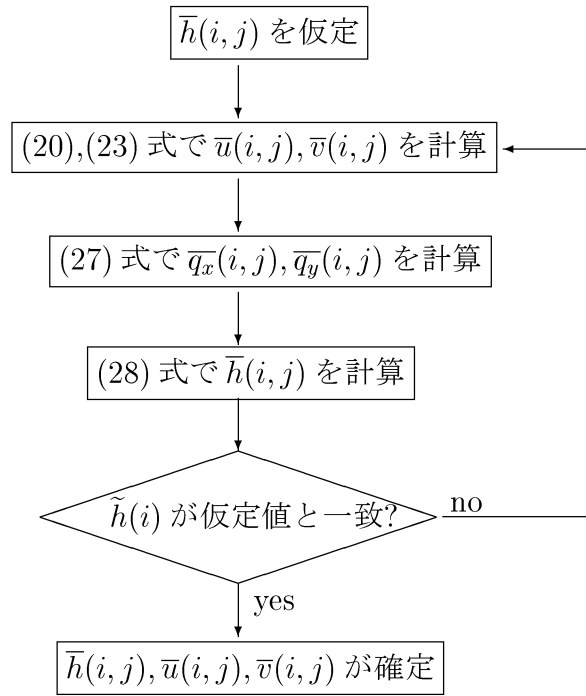 h̅(i, j) を仮定
(20),(23) 式で u̅(i, j), v̅(i, j) を計算
(27) 式で q̅ₓ(i, j), q̅ᵧ(i, j) を計算
(28) 式で h̅(i, j) を計算
h̃(i) が仮定値と一致?
no
yes
h̅(i, j), u̅(i, j), v̅(i, j) が確定